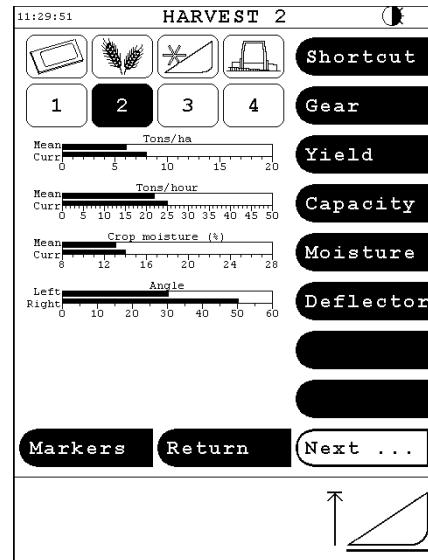 11:29:51 HARVEST 2
Shortcut
1 2 3 4 Gear
Tons/ha
Mean
Curr
0 5 10 15 20
Yield
Tons/hour
Mean
Curr
0 5 10 15 20 25 30 35 40 45 50
Capacity
Crop moisture (%)
Mean
Curr
8 12 16 20 24 28
Moisture
Angle
Left
Right
0 10 20 30 40 50 60
Deflector
Markers Return Next ...